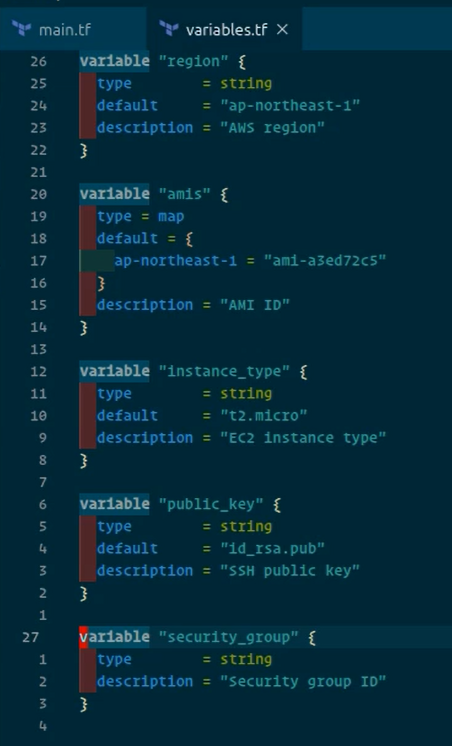 main.tf
variables.tf ×
26 variable "region" {
25   type        = string
24   default     = "ap-northeast-1"
23   description = "AWS region"
22 }
21
20 variable "amis" {
19   type = map
18   default = {
17     ap-northeast-1 = "ami-a3ed72c5"
16   }
15   description = "AMI ID"
14 }
13
12 variable "instance_type" {
11   type        = string
10   default     = "t2.micro"
9   description = "EC2 instance type"
8 }
7
6 variable "public_key" {
5   type        = string
4   default     = "id_rsa.pub"
3   description = "SSH public key"
2 }
1
27 variable "security_group" {
1   type        = string
2   description = "Security group ID"
3 }
4